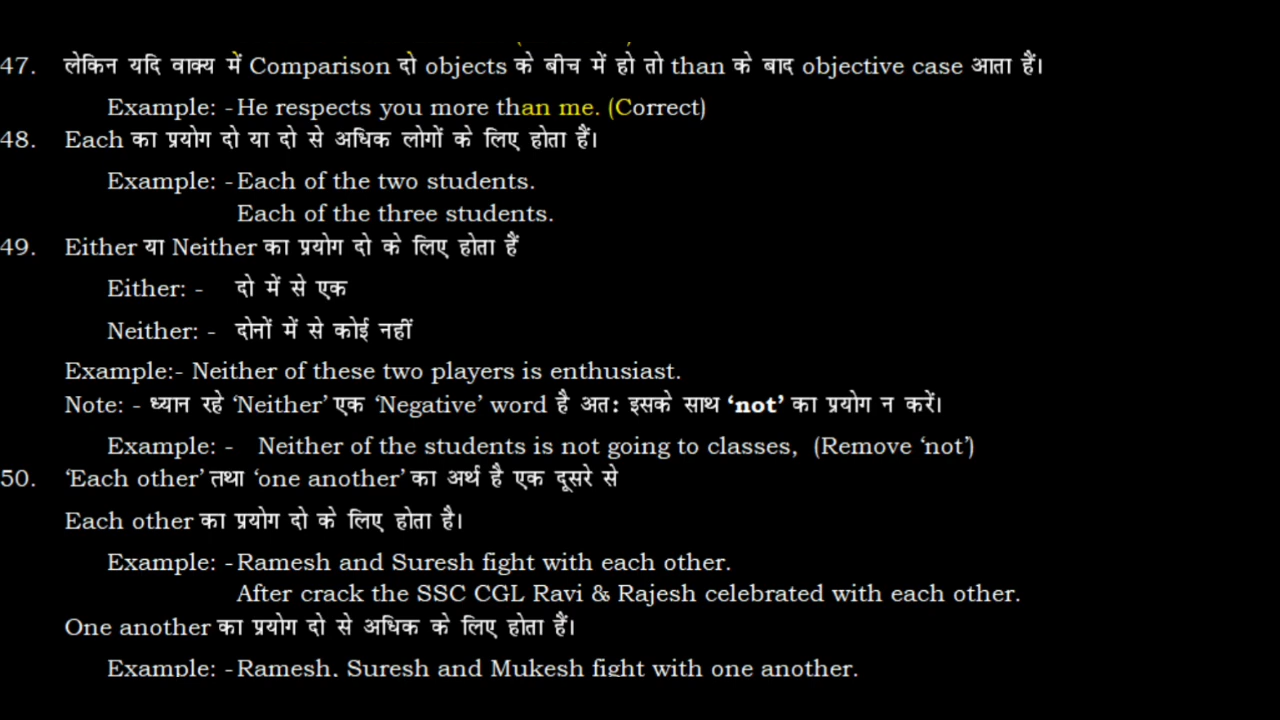 47. लेकिन यदि वाक्य में Comparison दो objects के बीच में हो तो than के बाद objective case आता हैं।
Example: - He respects you more than me. (Correct)
48. Each का प्रयोग दो या दो से अधिक लोगों के लिए होता हैं।
Example: - Each of the two students.
Each of the three students.
49. Either या Neither का प्रयोग दो के लिए होता हैं
Either: - दो में से एक
Neither: - दोनों में से कोई नहीं
Example:- Neither of these two players is enthusiast.
Note: - ध्यान रहे ‘Neither’ एक ‘Negative’ word है अत: इसके साथ ‘not’ का प्रयोग न करें।
Example: - Neither of the students is not going to classes, (Remove ‘not’)
50. ‘Each other’ तथा ‘one another’ का अर्थ है एक दूसरे से
Each other का प्रयोग दो के लिए होता है।
Example: - Ramesh and Suresh fight with each other.
After crack the SSC CGL Ravi & Rajesh celebrated with each other.
One another का प्रयोग दो से अधिक के लिए होता हैं।
Example: - Ramesh, Suresh and Mukesh fight with one another.